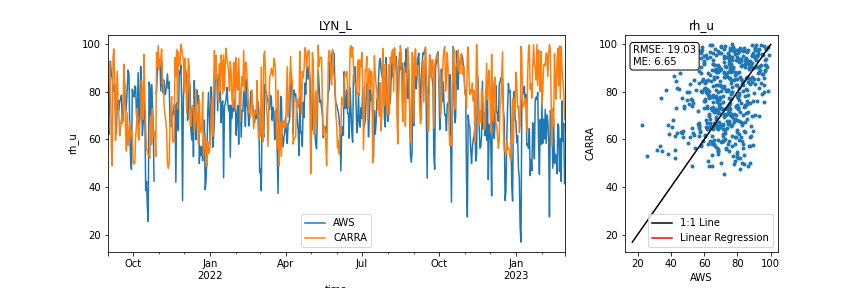 LYN_L
rh_u
100
80
60
40
20
rh_u
Oct
Jan
2022
Apr
Jul
Oct
Jan
2023
AWS
CARRA
RMSE: 19.03
ME: 6.65
100
80
60
40
20
CARRA
1:1 Line
Linear Regression
20
40
60
80
100
AWS